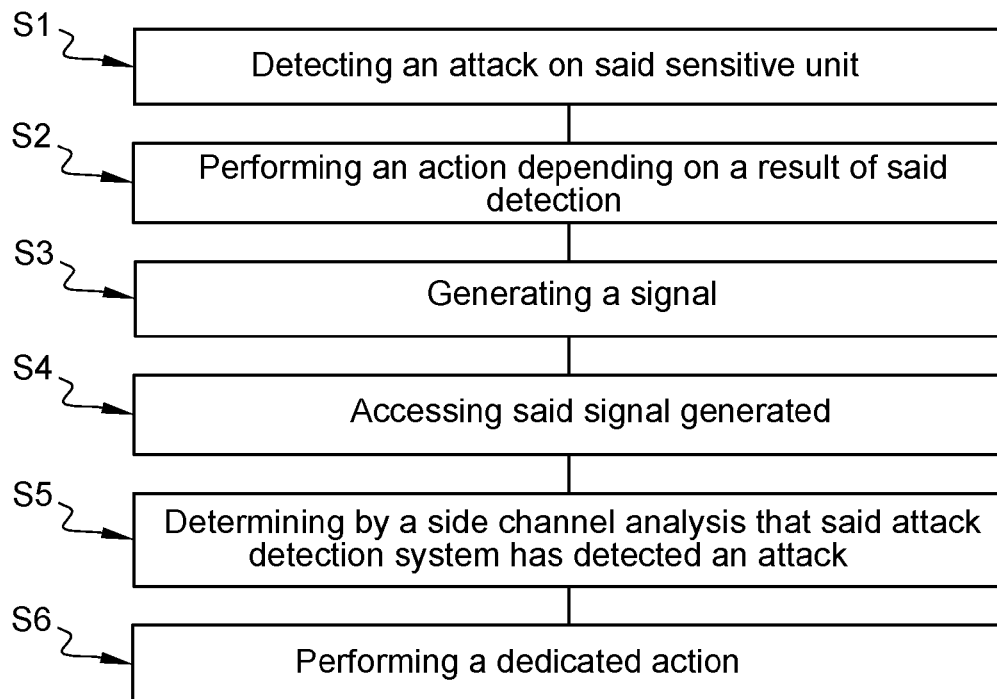 S1
Detecting an attack on said sensitive unit
S2
Performing an action depending on a result of said
detection
S3
Generating a signal
S4
Accessing said signal generated
S5
Determining by a side channel analysis that said attack
detection system has detected an attack
S6
Performing a dedicated action